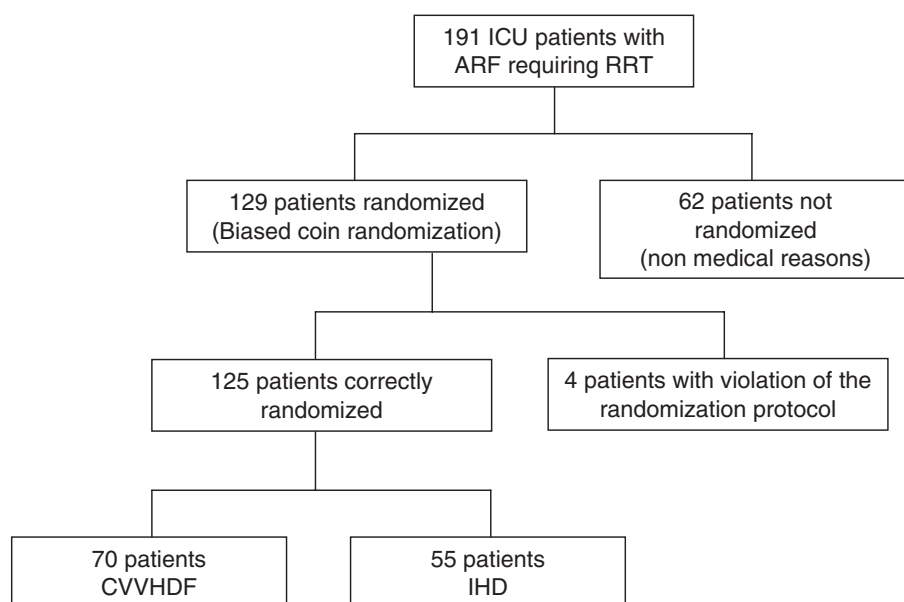 191 ICU patients with
ARF requiring RRT
129 patients randomized
(Biased coin randomization)
62 patients not
randomized
(non medical reasons)
125 patients correctly
randomized
4 patients with violation of the
randomization protocol
70 patients
CVVHDF
55 patients
IHD